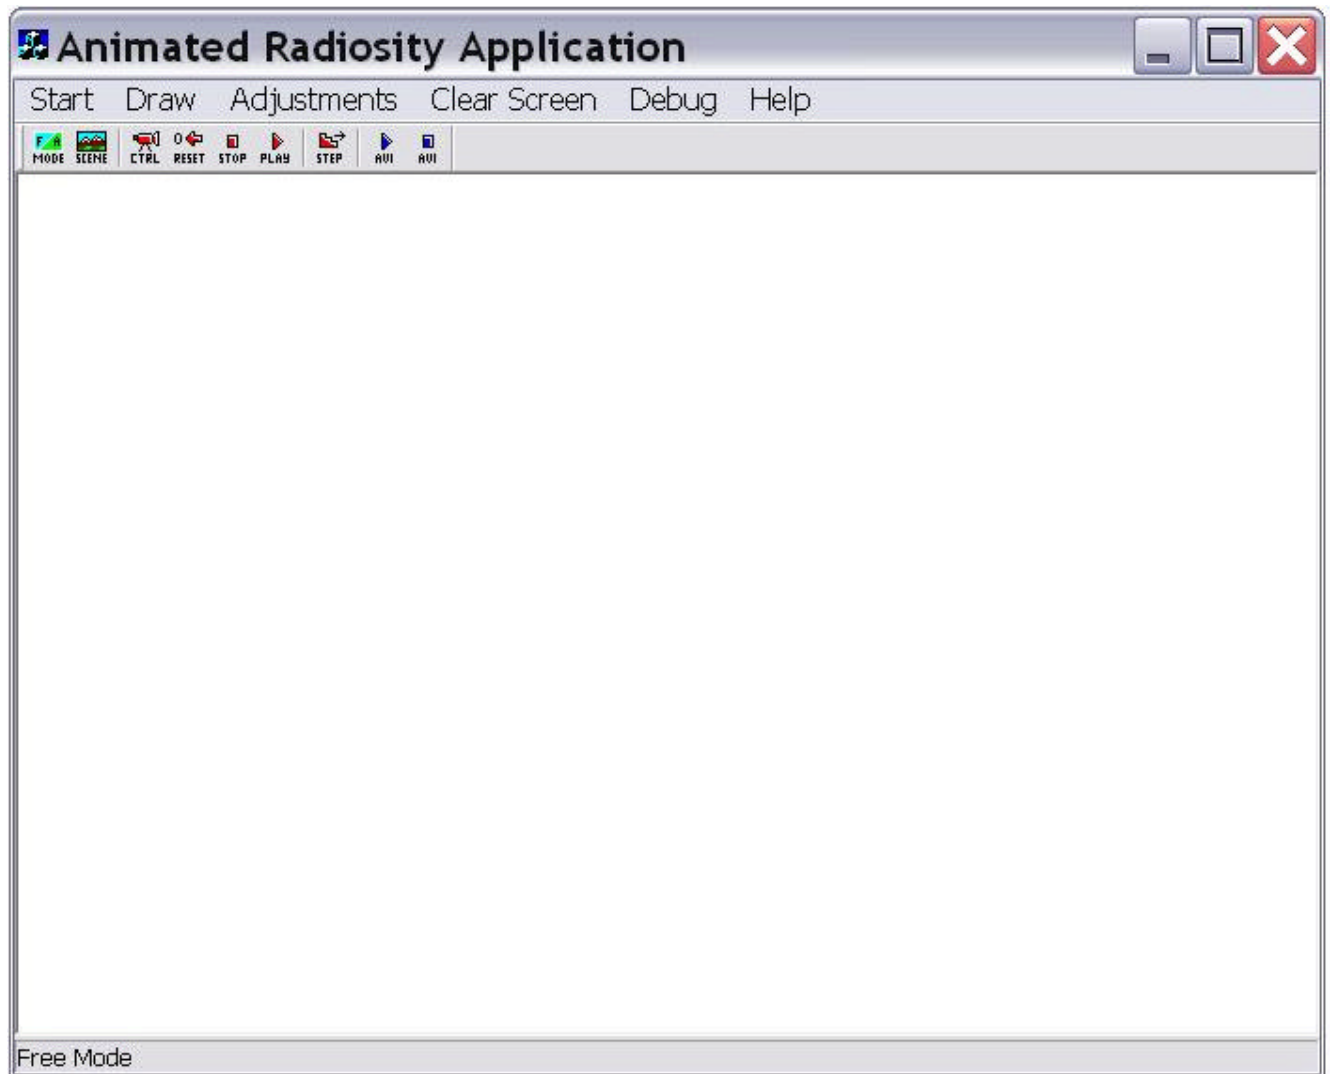 Animated Radiosity Application
Start Draw Adjustments Clear Screen Debug Help
F A 0
MODE SCENE CTRL RESET STOP PLAY STEP AVI AVI
Free Mode